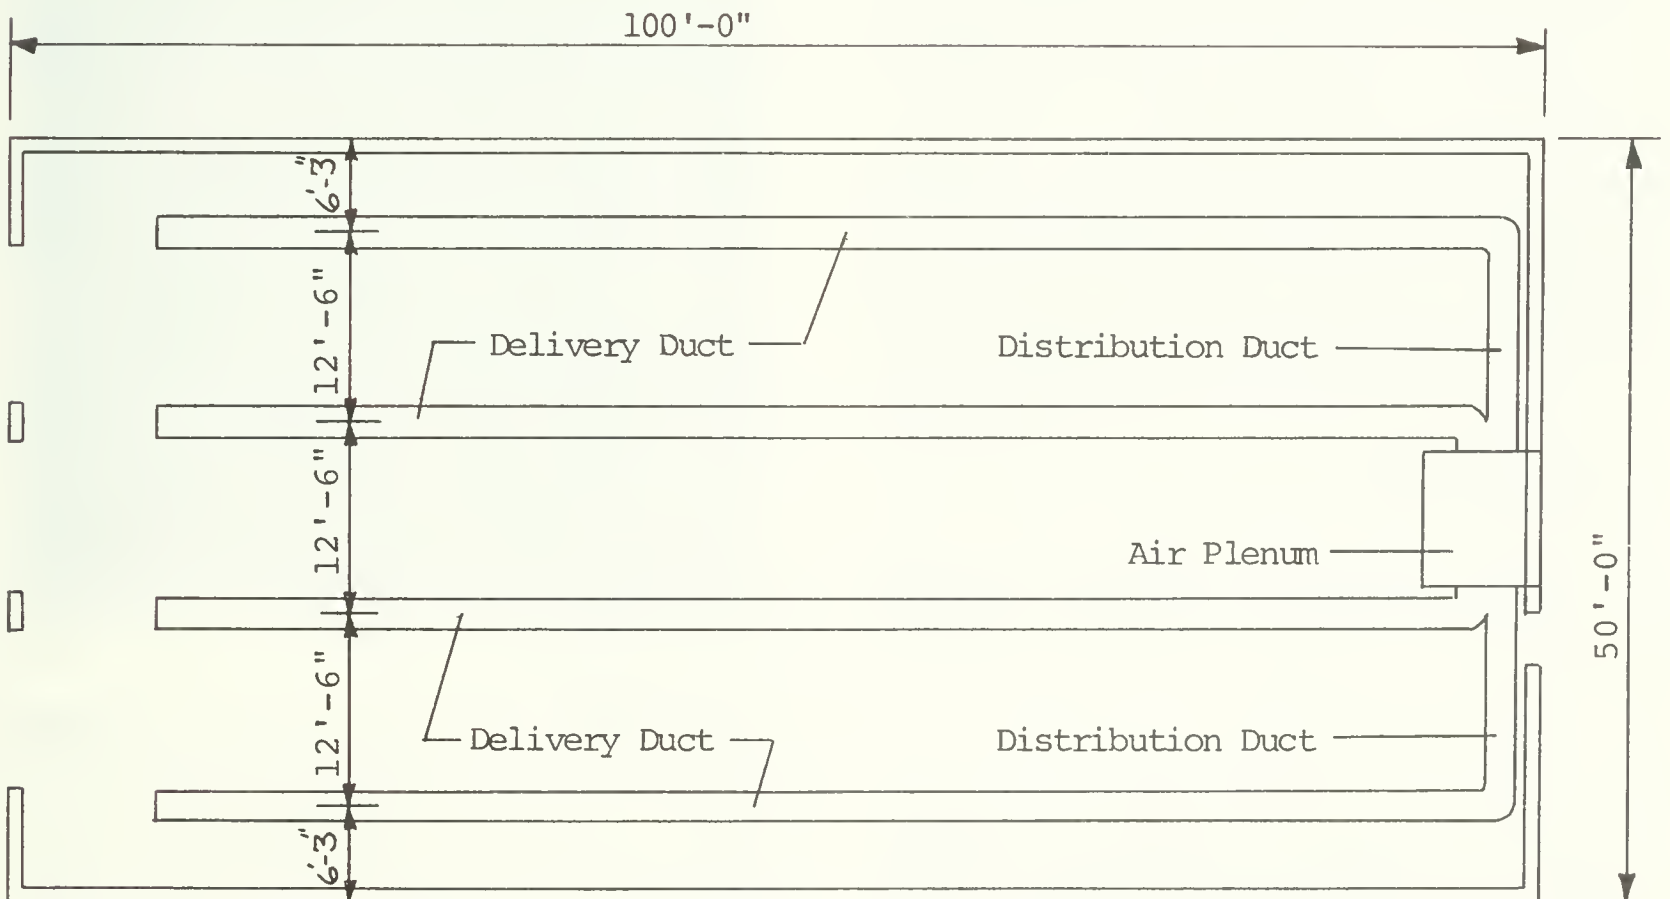 100'-0"
6'-3"
12'-6"
Delivery Duct
Distribution Duct
12'-6"
Air Plenum
50'-0"
12'-6"
Delivery Duct
Distribution Duct
6'-3"